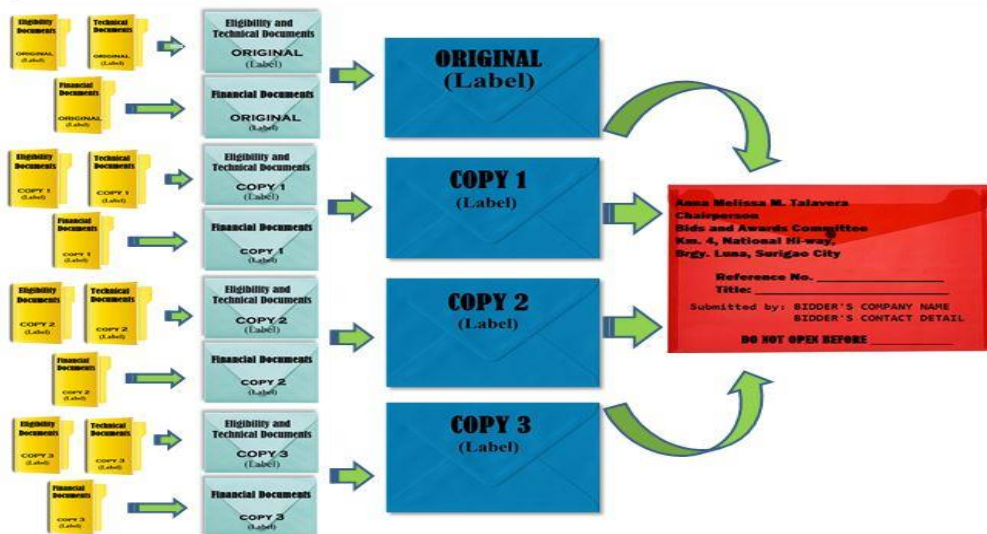 Eligibility
Documents
ORIGINAL
(Label)
Technical
Documents
ORIGINAL
(Label)
Financial
Documents
ORIGINAL
(Label)
Eligibility and
Technical Documents
ORIGINAL
(Label)
Financial Documents
ORIGINAL
(Label)
ORIGINAL
(Label)
Eligibility
Documents
COPY 1
(Label)
Technical
Documents
COPY 1
(Label)
Financial
Documents
COPY 1
(Label)
Eligibility and
Technical Documents
COPY 1
(Label)
Financial Documents
COPY 1
(Label)
COPY 1
(Label)
Eligibility
Documents
COPY 2
(Label)
Technical
Documents
COPY 2
(Label)
Financial
Documents
COPY 2
(Label)
Eligibility and
Technical Documents
COPY 2
(Label)
Financial Documents
COPY 2
(Label)
COPY 2
(Label)
Eligibility
Documents
COPY 3
(Label)
Technical
Documents
COPY 3
(Label)
Financial
Documents
COPY 3
(Label)
Eligibility and
Technical Documents
COPY 3
(Label)
Financial Documents
COPY 3
(Label)
COPY 3
(Label)
Anna Melissa M. Talavera
Chairperson
Bids and Awards Committee
Km. 4, National Hi-way,
Brgy. Luna, Surigao City
Reference No. ________________
Title: ________________________
Submitted by: BIDDER'S COMPANY NAME
BIDDER'S CONTACT DETAIL
DO NOT OPEN BEFORE ___________